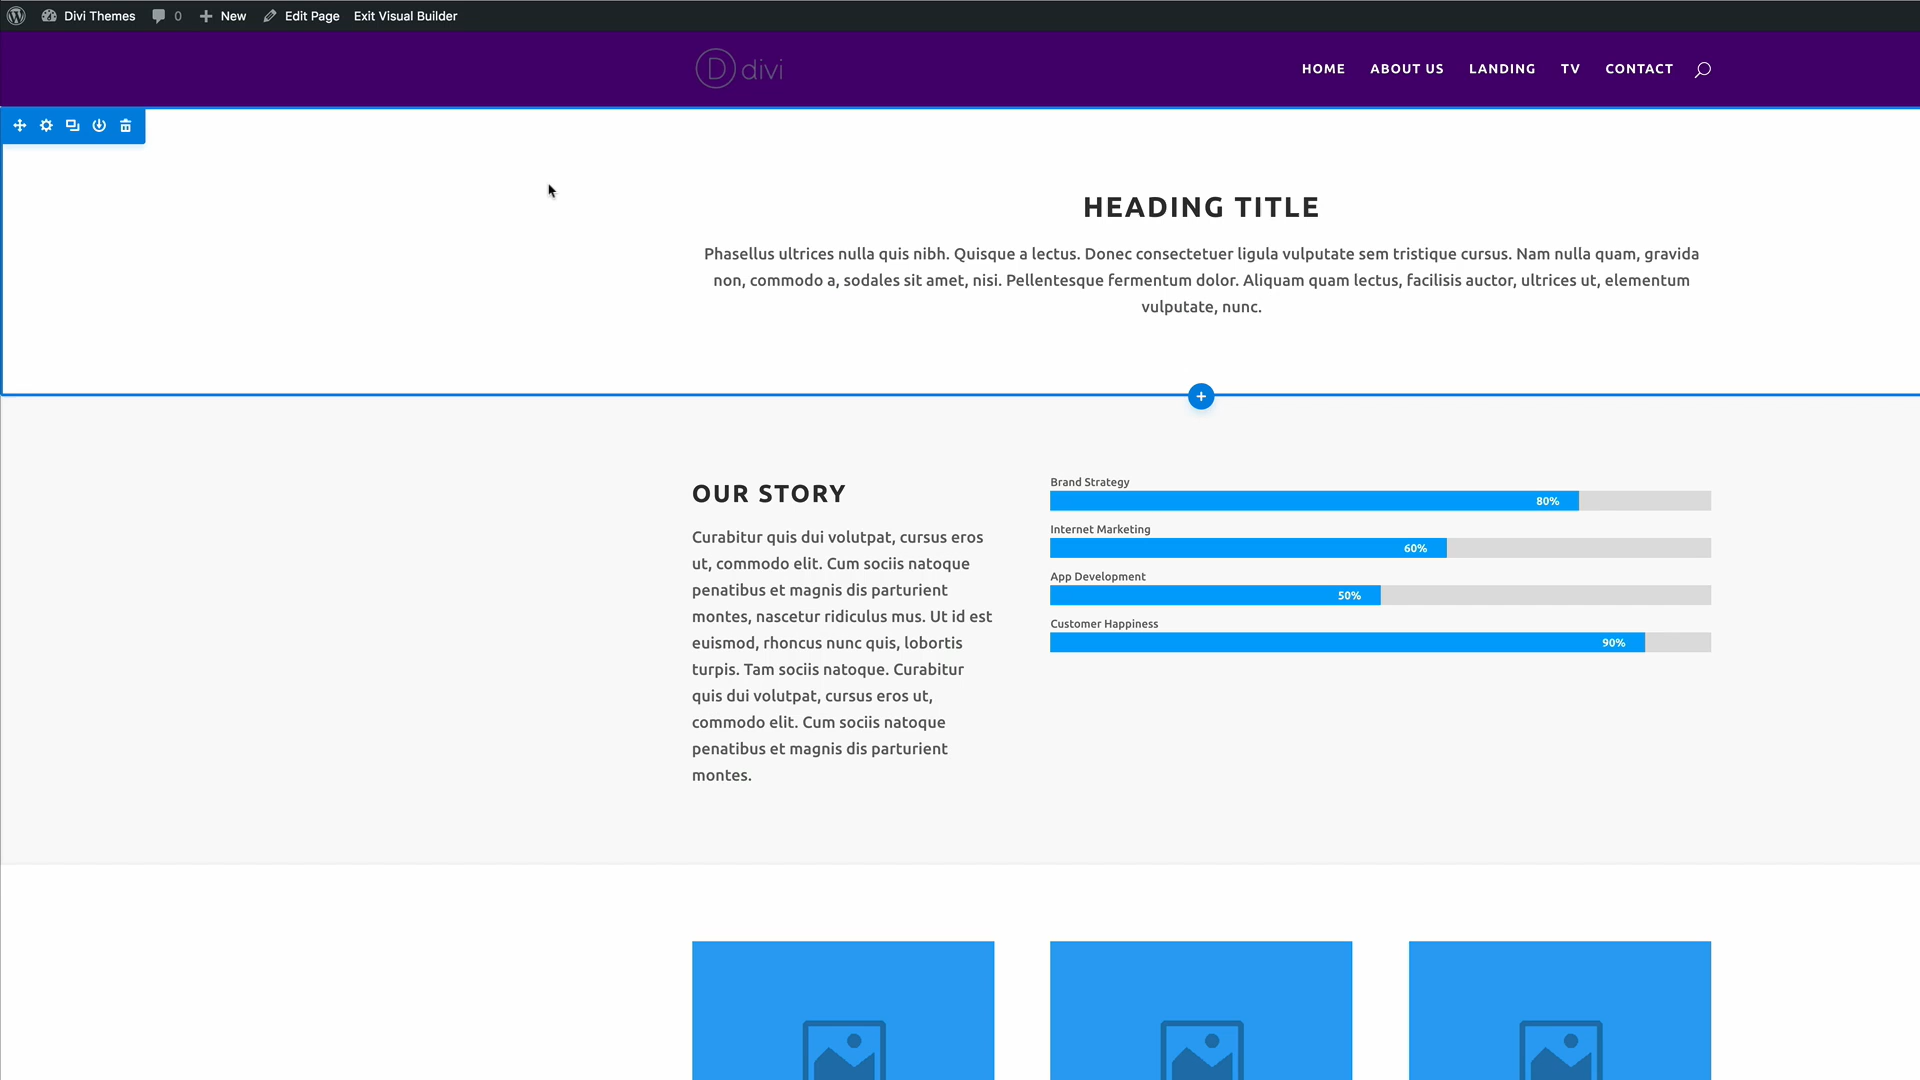 Divi Themes 0 New Edit Page Exit Visual Builder
D divi HOME ABOUT US LANDING TV CONTACT
HEADING TITLE
Phasellus ultrices nulla quis nibh. Quisque a lectus. Donec consectetuer ligula vulputate sem tristique cursus. Nam nulla quam, gravida
non, commodo a, sodales sit amet, nisi. Pellentesque fermentum dolor. Aliquam quam lectus, facilisis auctor, ultrices ut, elementum
vulputate, nunc.
OUR STORY
Curabitur quis dui volutpat, cursus eros
ut, commodo elit. Cum sociis natoque
penatibus et magnis dis parturient
montes, nascetur ridiculus mus. Ut id est
euismod, rhoncus nunc quis, lobortis
turpis. Tam sociis natoque. Curabitur
quis dui volutpat, cursus eros ut,
commodo elit. Cum sociis natoque
penatibus et magnis dis parturient
montes.
Brand Strategy
80%
Internet Marketing
60%
App Development
50%
Customer Happiness
90%